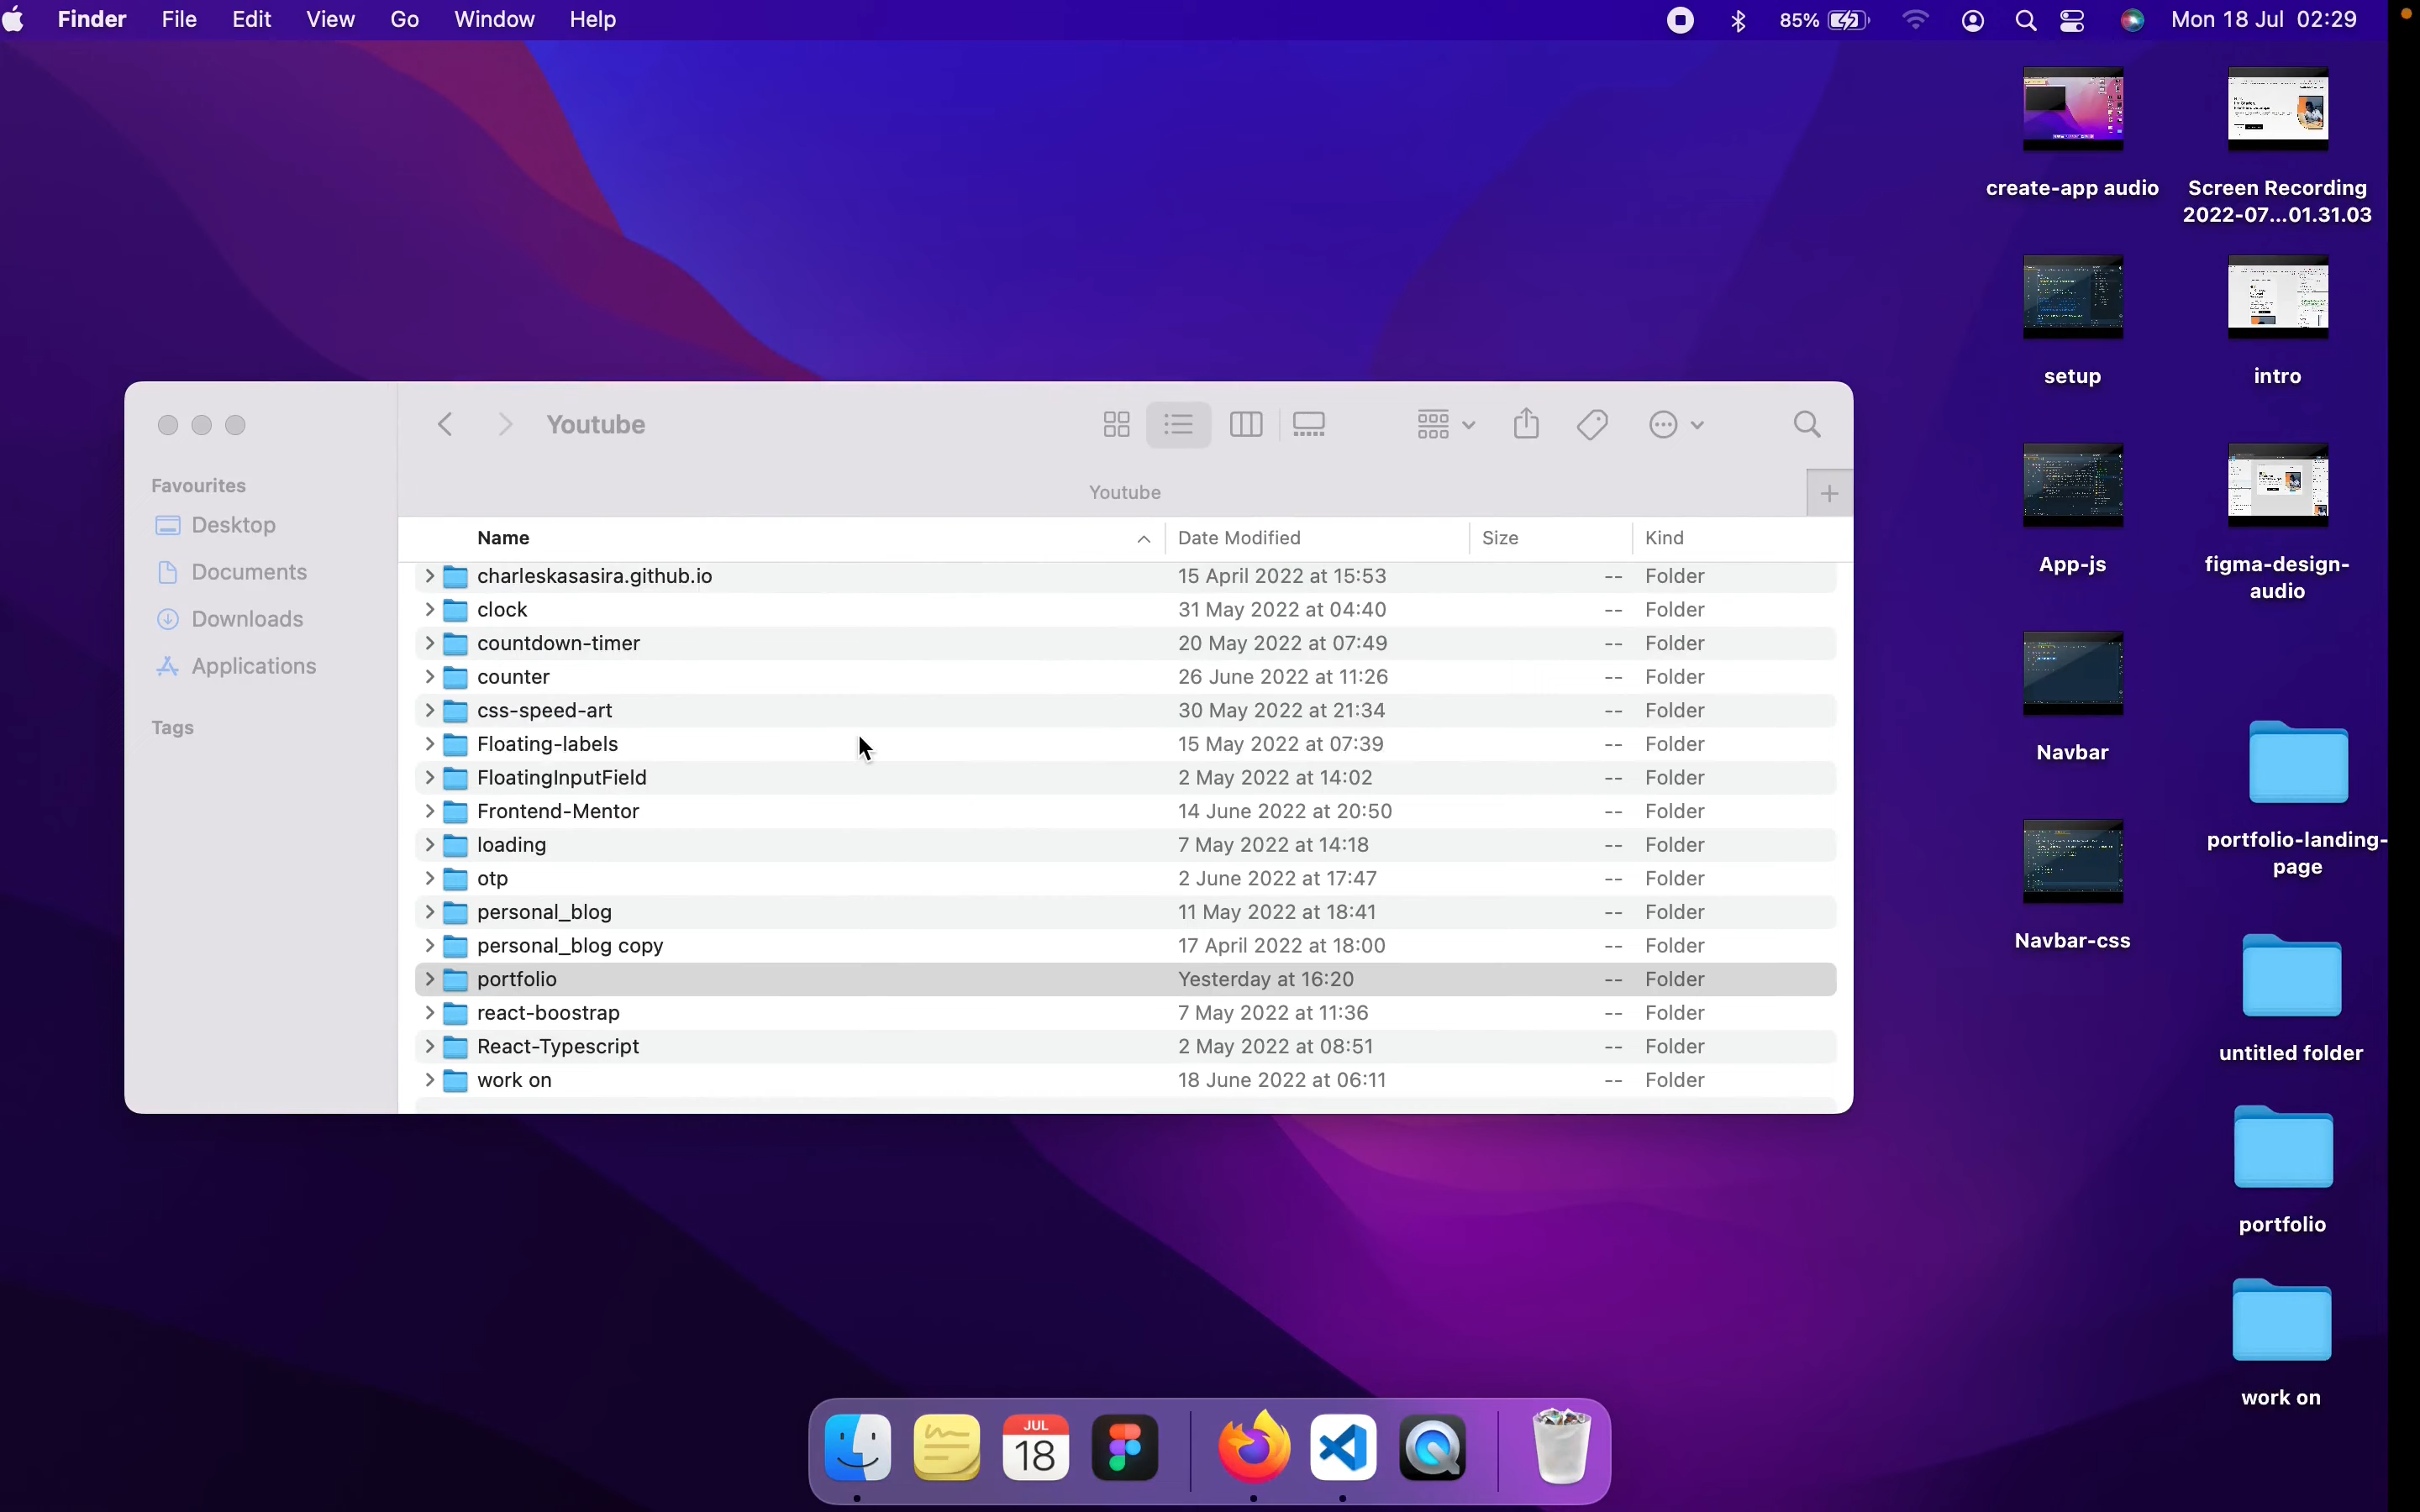 Finder File Edit View Go Window Help 85% Mon 18 Jul 02:29
create-app audio
Screen Recording
2022-07...01.31.03
setup
intro
App-js
figma-design-
audio
Navbar
portfolio-landing-
page
Navbar-css
untitled folder
portfolio
work on
Youtube
Favourites
Desktop
Documents
Downloads
Applications
Tags
Youtube
Name Date Modified Size Kind
charleskasasira.github.io 15 April 2022 at 15:53 -- Folder
clock 31 May 2022 at 04:40 -- Folder
countdown-timer 20 May 2022 at 07:49 -- Folder
counter 26 June 2022 at 11:26 -- Folder
css-speed-art 30 May 2022 at 21:34 -- Folder
Floating-labels 15 May 2022 at 07:39 -- Folder
FloatingInputField 2 May 2022 at 14:02 -- Folder
Frontend-Mentor 14 June 2022 at 20:50 -- Folder
loading 7 May 2022 at 14:18 -- Folder
otp 2 June 2022 at 17:47 -- Folder
personal_blog 11 May 2022 at 18:41 -- Folder
personal_blog copy 17 April 2022 at 18:00 -- Folder
portfolio Yesterday at 16:20 -- Folder
react-boostrap 7 May 2022 at 11:36 -- Folder
React-Typescript 2 May 2022 at 08:51 -- Folder
work on 18 June 2022 at 06:11 -- Folder
JUL
18